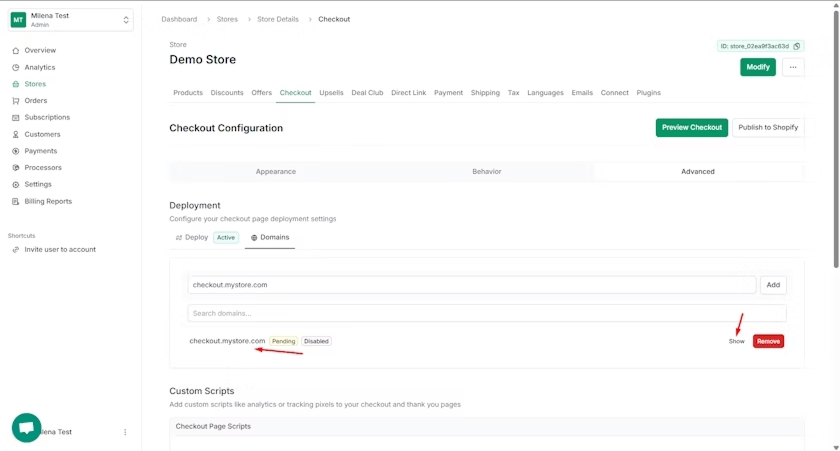 MT
Milena Test
Admin
Overview
Analytics
Stores
Orders
Subscriptions
Customers
Payments
Processors
Settings
Billing Reports
Shortcuts
Invite user to account
ilena Test
Dashboard > Stores > Store Details > Checkout
Store
ID: store_02ea9f3ac63d
Demo Store
Modify
...
Products Discounts Offers Checkout Upsells Deal Club Direct Link Payment Shipping Tax Languages Emails Connect Plugins
Checkout Configuration
Preview Checkout Publish to Shopify
Appearance Behavior Advanced
Deployment
Configure your checkout page deployment settings
Deploy Active Domains
checkout.mystore.com Add
Search domains...
checkout.mystore.com Pending Disabled Show Remove
Custom Scripts
Add custom scripts like analytics or tracking pixels to your checkout and thank you pages
Checkout Page Scripts